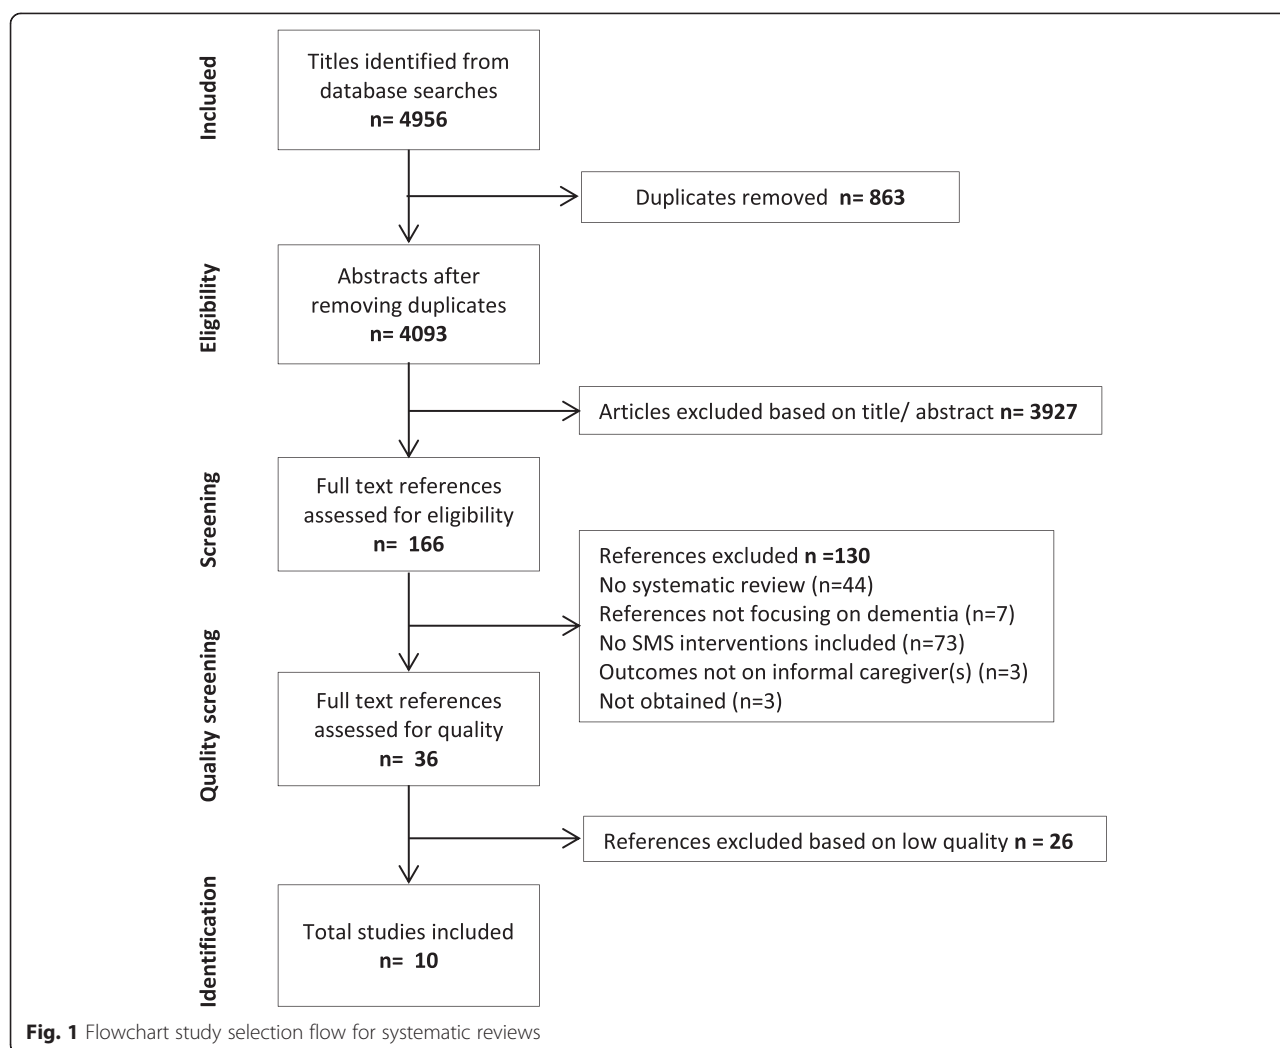 Included
Titles identified from
database searches
n= 4956
Duplicates removed n= 863
Eligibility
Abstracts after
removing duplicates
n= 4093
Articles excluded based on title/ abstract n= 3927
Screening
Full text references
assessed for eligibility
n= 166
References excluded n =130
No systematic review (n=44)
References not focusing on dementia (n=7)
No SMS interventions included (n=73)
Outcomes not on informal caregiver(s) (n=3)
Not obtained (n=3)
Quality screening
Full text references
assessed for quality
n= 36
References excluded based on low quality n = 26
Identification
Total studies included
n= 10
Fig. 1 Flowchart study selection flow for systematic reviews